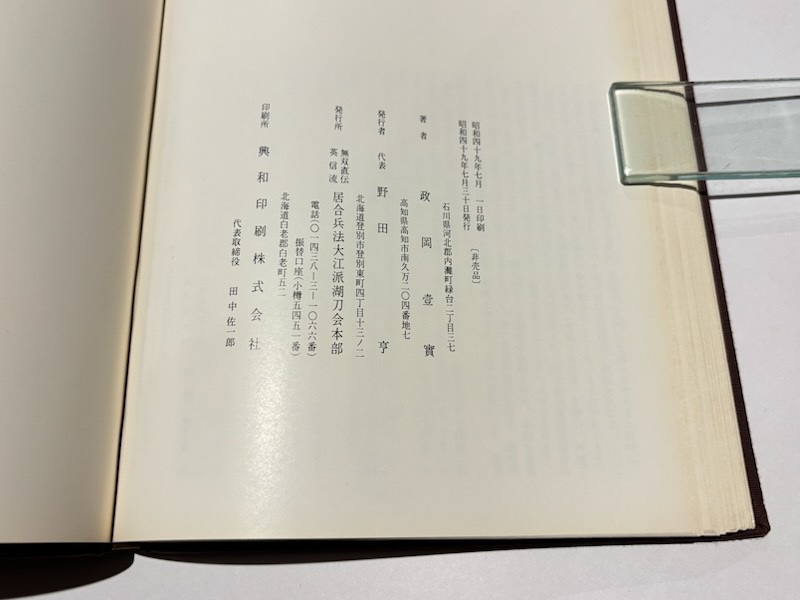 昭和四十九年七月　一日印刷
昭和四十九年七月三十日発行　〔非売品〕
石川県河北郡内灘町緑台二丁目三七
著者　政岡壹實
高知県高知市南久万二〇四番地七
発行者　代表　野田亨
北海道登別市登別東町四丁目十三ノ二
発行所　無双直伝英信流　居合兵法大江派湖刀会本部
電話(〇一四三八ー三ー一〇六六番)
振替口座(小樽五四五一番)
北海道白老郡白老町五二
印刷所　興和印刷株式会社
代表取締役　田中佐一郎